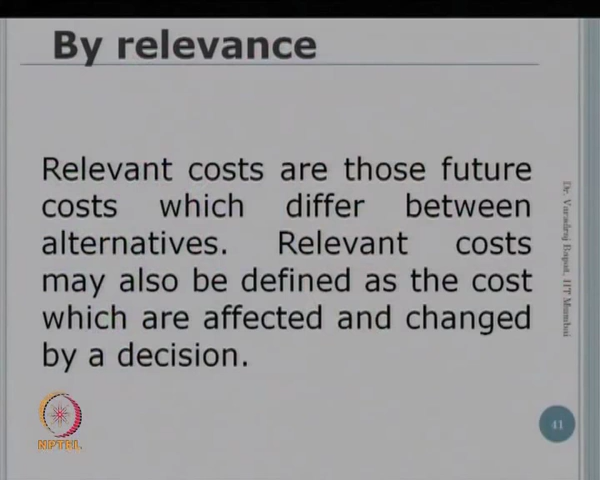 By relevance
Relevant costs are those future
costs which differ between
alternatives. Relevant costs
may also be defined as the cost
which are affected and changed
by a decision.
Dr. Varadraj Bapat, IIT Mumbai
NPTEL
41